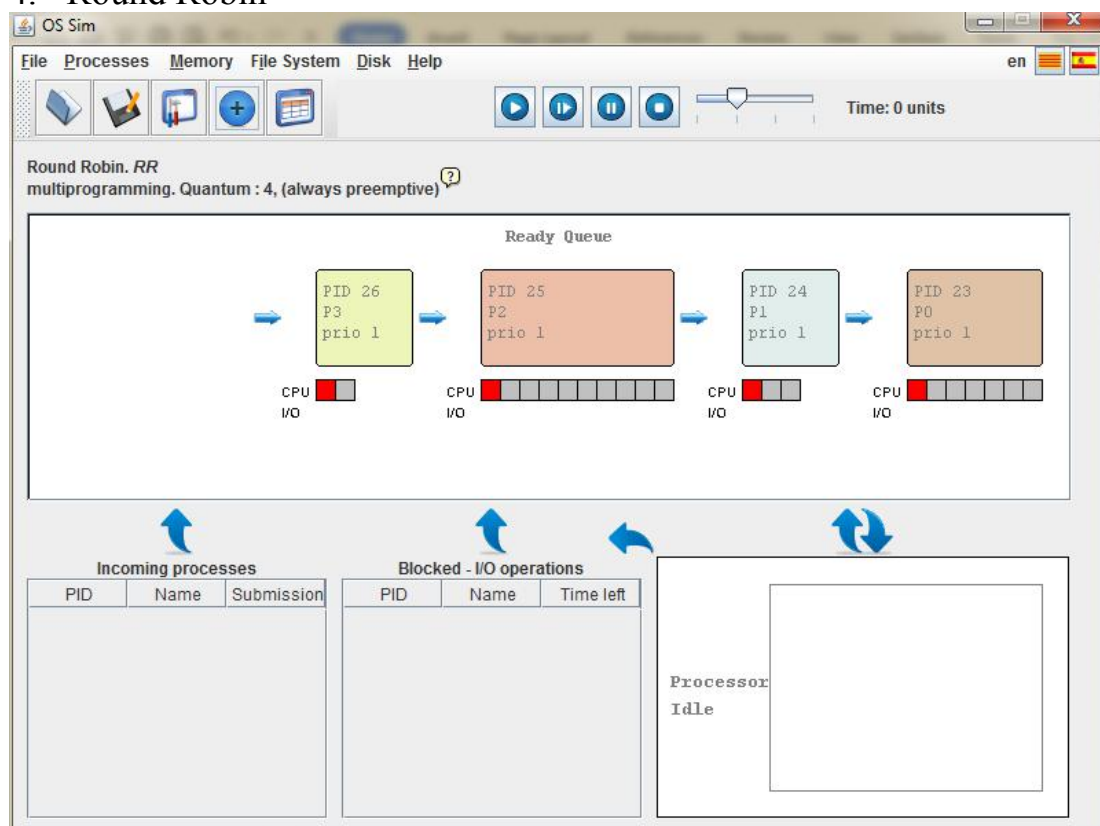 4. Round Robin
OS Sim
File Processes Memory File System Disk Help en
Time: 0 units
Round Robin. RR
multiprogramming. Quantum : 4, (always preemptive) ?
Ready Queue
PID 26
P3
prio 1
CPU
I/O
PID 25
P2
prio 1
CPU
I/O
PID 24
P1
prio 1
CPU
I/O
PID 23
P0
prio 1
CPU
I/O
Incoming processes
PID Name Submission
Blocked - I/O operations
PID Name Time left
Processor
Idle